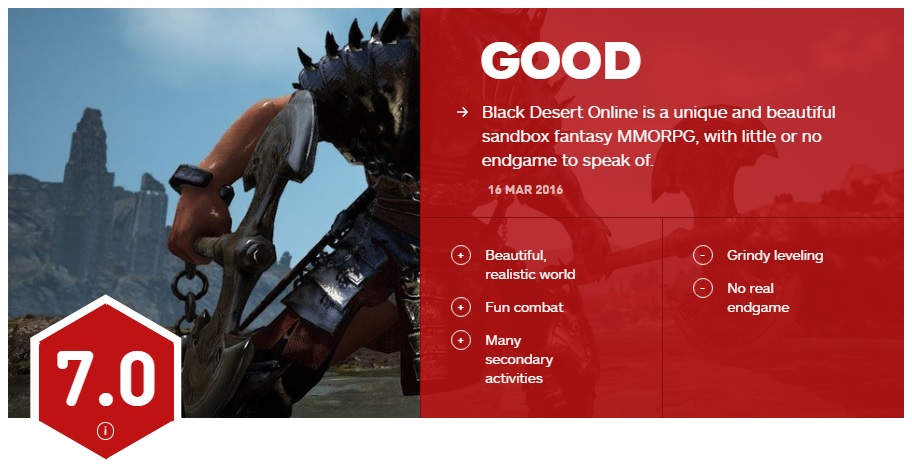 GOOD
→ Black Desert Online is a unique and beautiful
sandbox fantasy MMORPG, with little or no
endgame to speak of.
16 MAR 2016
+ Beautiful,
realistic world
+ Fun combat
+ Many
secondary
activities
- Grindy leveling
- No real
endgame
7.0
i